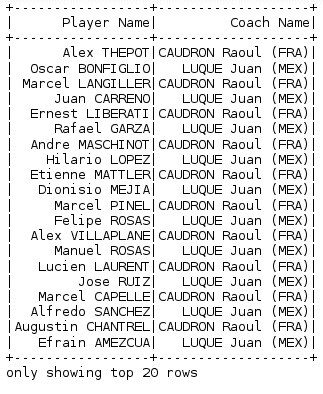 +------------------+-------------------+
|       Player Name|         Coach Name|
+------------------+-------------------+
|       Alex THEPOT|CAUDRON Raoul (FRA)|
|   Oscar BONFIGLIO|   LUQUE Juan (MEX)|
|  Marcel LANGILLER|CAUDRON Raoul (FRA)|
|      Juan CARRENO|   LUQUE Juan (MEX)|
|   Ernest LIBERATI|CAUDRON Raoul (FRA)|
|      Rafael GARZA|   LUQUE Juan (MEX)|
|   Andre MASCHINOT|CAUDRON Raoul (FRA)|
|     Hilario LOPEZ|   LUQUE Juan (MEX)|
|   Etienne MATTLER|CAUDRON Raoul (FRA)|
|    Dionisio MEJIA|   LUQUE Juan (MEX)|
|      Marcel PINEL|CAUDRON Raoul (FRA)|
|      Felipe ROSAS|   LUQUE Juan (MEX)|
|   Alex VILLAPLANE|CAUDRON Raoul (FRA)|
|      Manuel ROSAS|   LUQUE Juan (MEX)|
|    Lucien LAURENT|CAUDRON Raoul (FRA)|
|         Jose RUIZ|   LUQUE Juan (MEX)|
|    Marcel CAPELLE|CAUDRON Raoul (FRA)|
|   Alfredo SANCHEZ|   LUQUE Juan (MEX)|
| Augustin CHANTREL|CAUDRON Raoul (FRA)|
|    Efrain AMEZCUA|   LUQUE Juan (MEX)|
+------------------+-------------------+
only showing top 20 rows